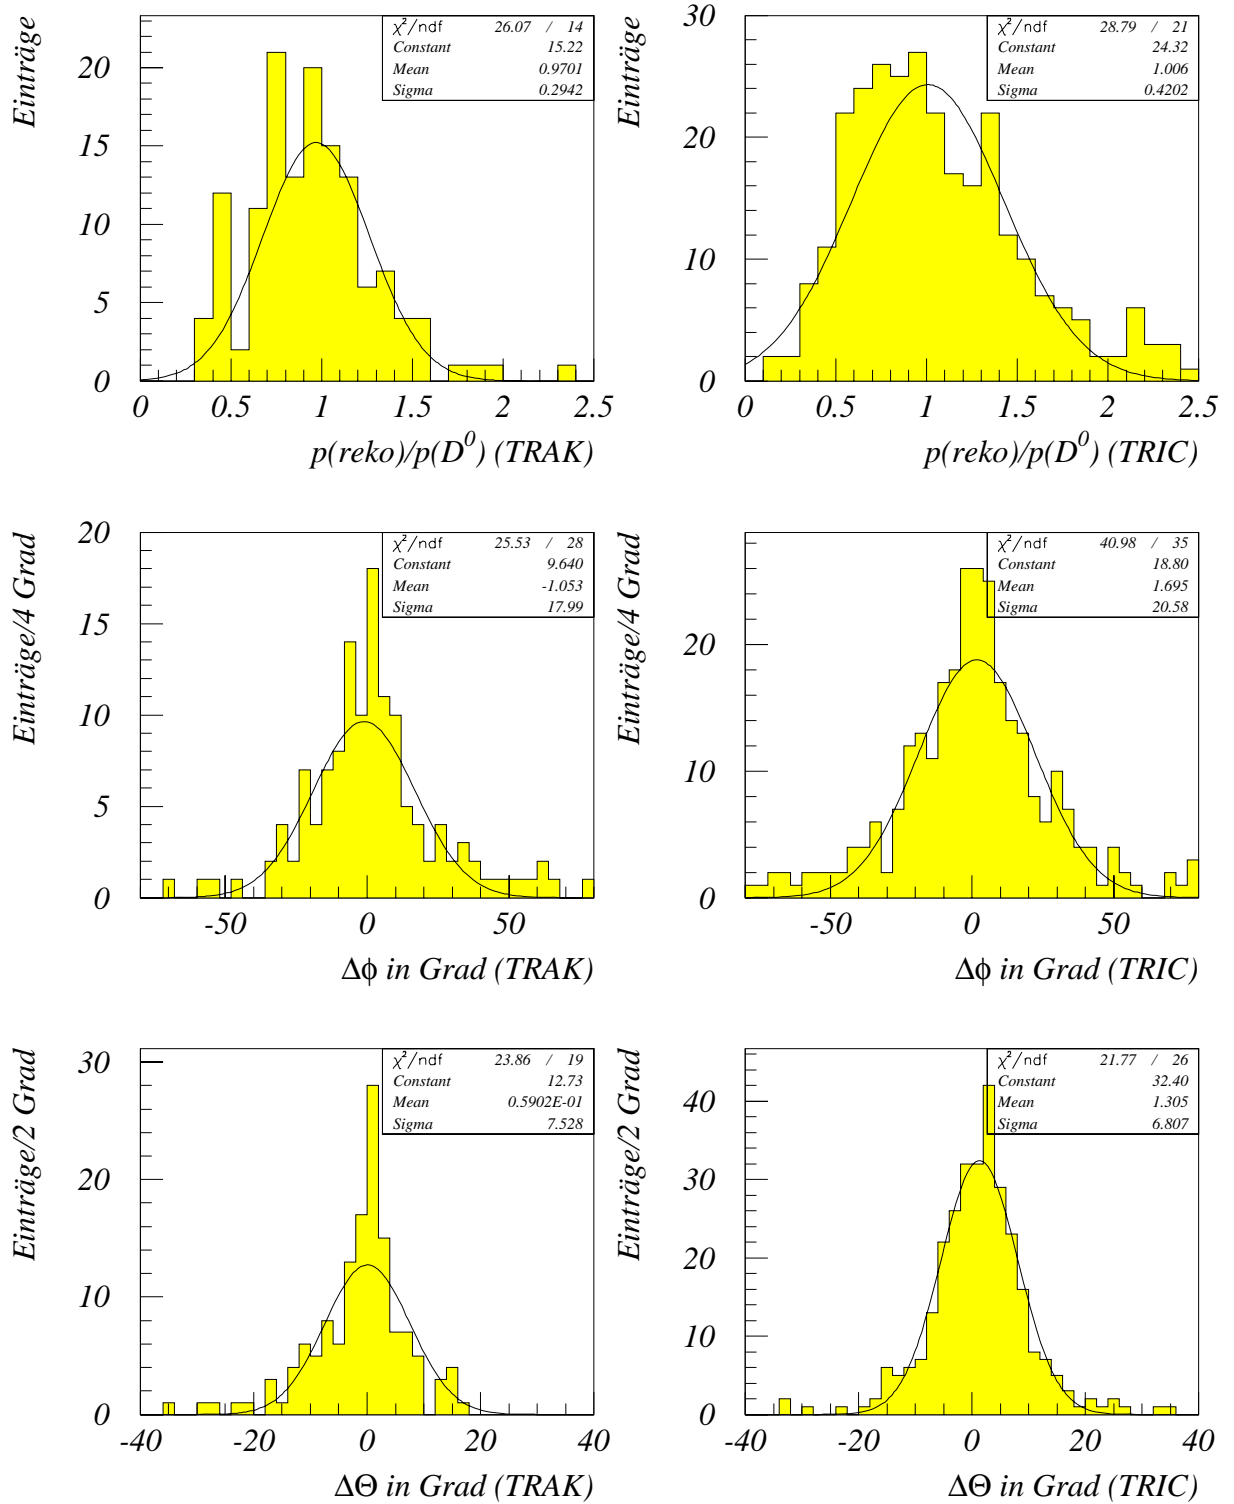 Einträge
χ²/ndf 26.07 / 14
Constant 15.22
Mean 0.9701
Sigma 0.2942
20
15
10
5
0
0 0.5 1 1.5 2 2.5
p(reko)/p(D⁰) (TRAK)
Einträge
χ²/ndf 28.79 / 21
Constant 24.32
Mean 1.006
Sigma 0.4202
30
20
10
0
0 0.5 1 1.5 2 2.5
p(reko)/p(D⁰) (TRIC)
Einträge/4 Grad
χ²/ndf 25.53 / 28
Constant 9.640
Mean -1.053
Sigma 17.99
20
15
10
5
0
-50 0 50
Δϕ in Grad (TRAK)
Einträge/4 Grad
χ²/ndf 40.98 / 35
Constant 18.80
Mean 1.695
Sigma 20.58
20
10
0
-50 0 50
Δϕ in Grad (TRIC)
Einträge/2 Grad
χ²/ndf 23.86 / 19
Constant 12.73
Mean 0.5902E-01
Sigma 7.528
30
20
10
0
-40 -20 0 20 40
ΔΘ in Grad (TRAK)
Einträge/2 Grad
χ²/ndf 21.77 / 26
Constant 32.40
Mean 1.305
Sigma 6.807
40
30
20
10
0
-40 -20 0 20 40
ΔΘ in Grad (TRIC)